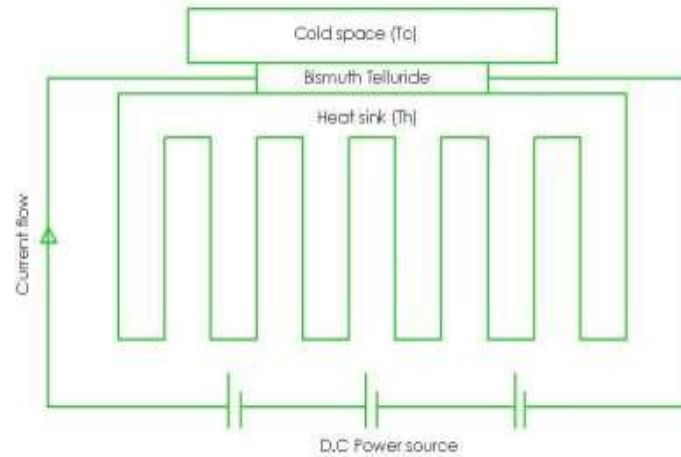 Cold space (Tc)
Bismuth Telluride
Heat sink (Th)
Current flow
D.C Power source